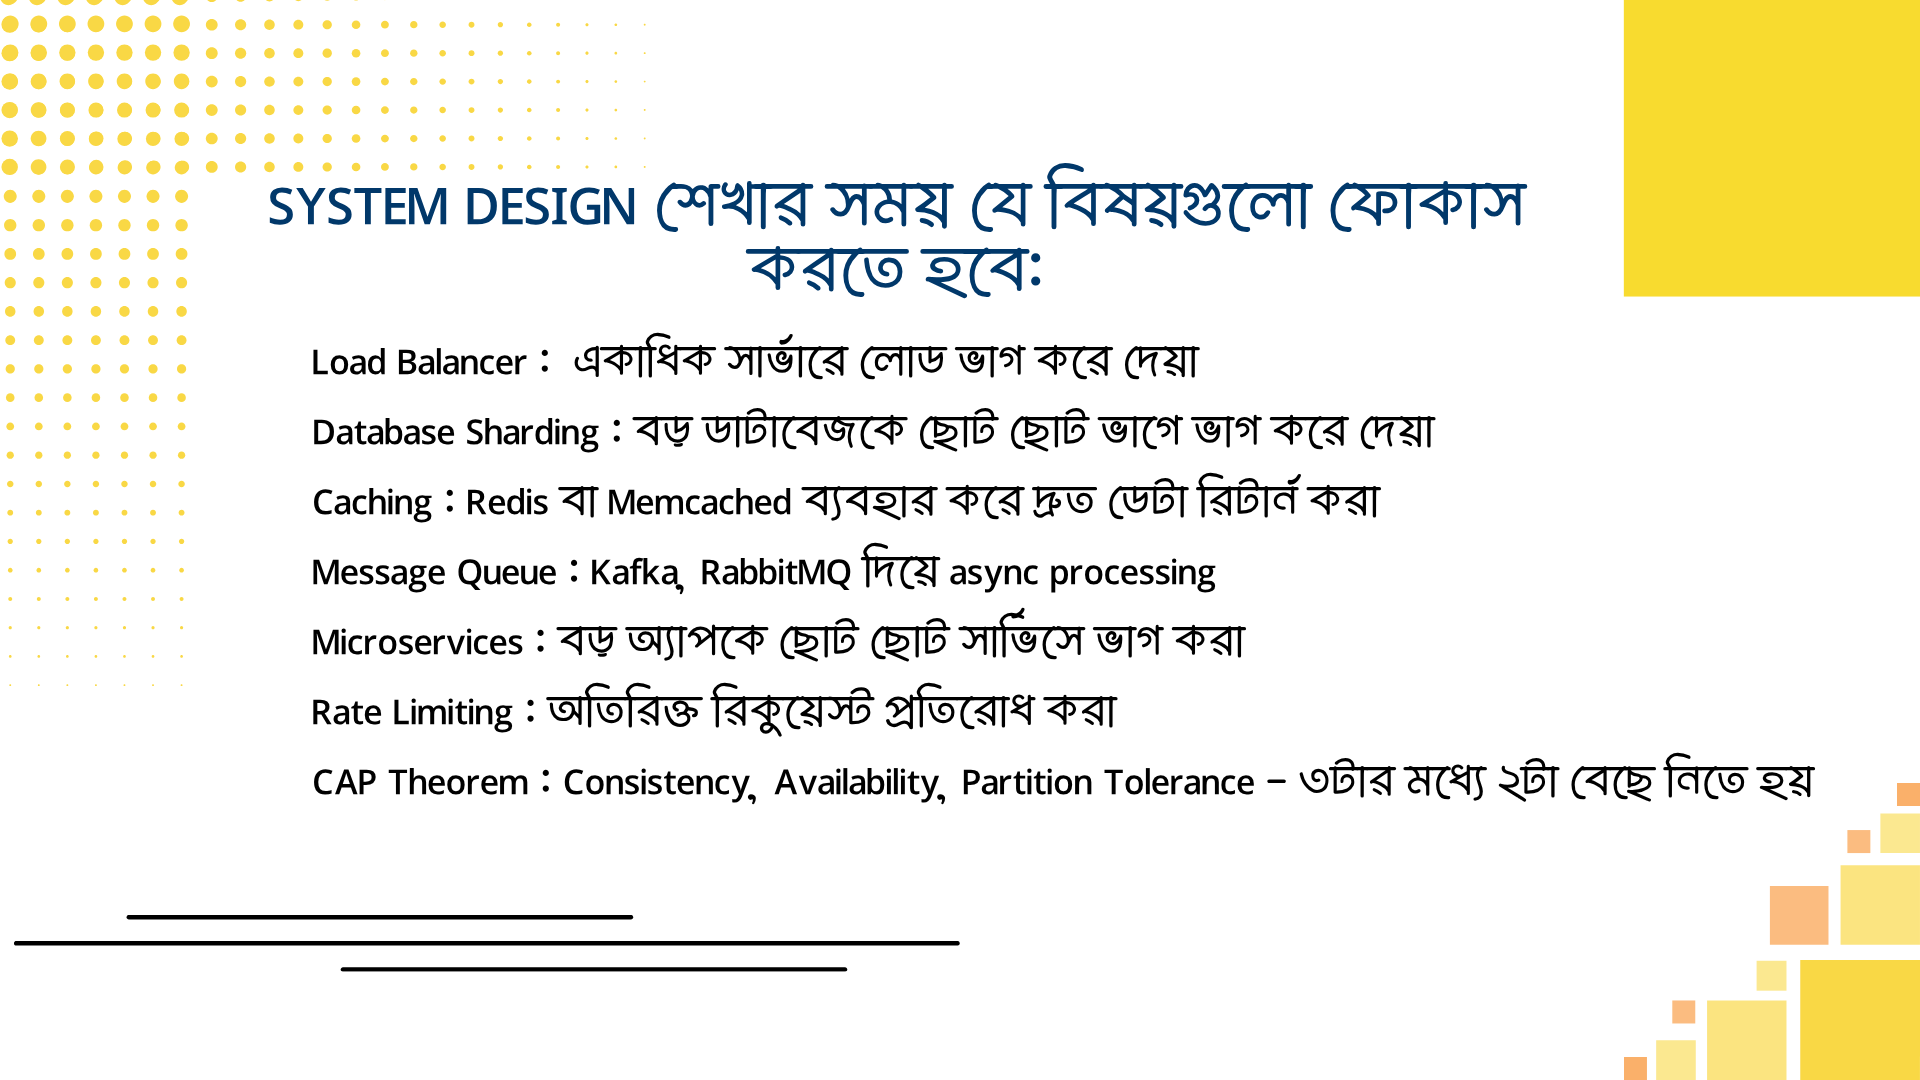 SYSTEM DESIGN শেখার সময় যে বিষয়গুলো ফোকাস
করতে হবে:
Load Balancer : একাধিক সার্ভারে লোড ভাগ করে দেয়া
Database Sharding : বড় ডাটাবেজকে ছোট ছোট ভাগে ভাগ করে দেয়া
Caching : Redis বা Memcached ব্যবহার করে দ্রুত ডেটা রিটার্ন করা
Message Queue : Kafka, RabbitMQ দিয়ে async processing
Microservices : বড় অ্যাপকে ছোট ছোট সার্ভিসে ভাগ করা
Rate Limiting : অতিরিক্ত রিকুয়েস্ট প্রতিরোধ করা
CAP Theorem : Consistency, Availability, Partition Tolerance – ৩টার মধ্যে ২টা বেছে নিতে হয়